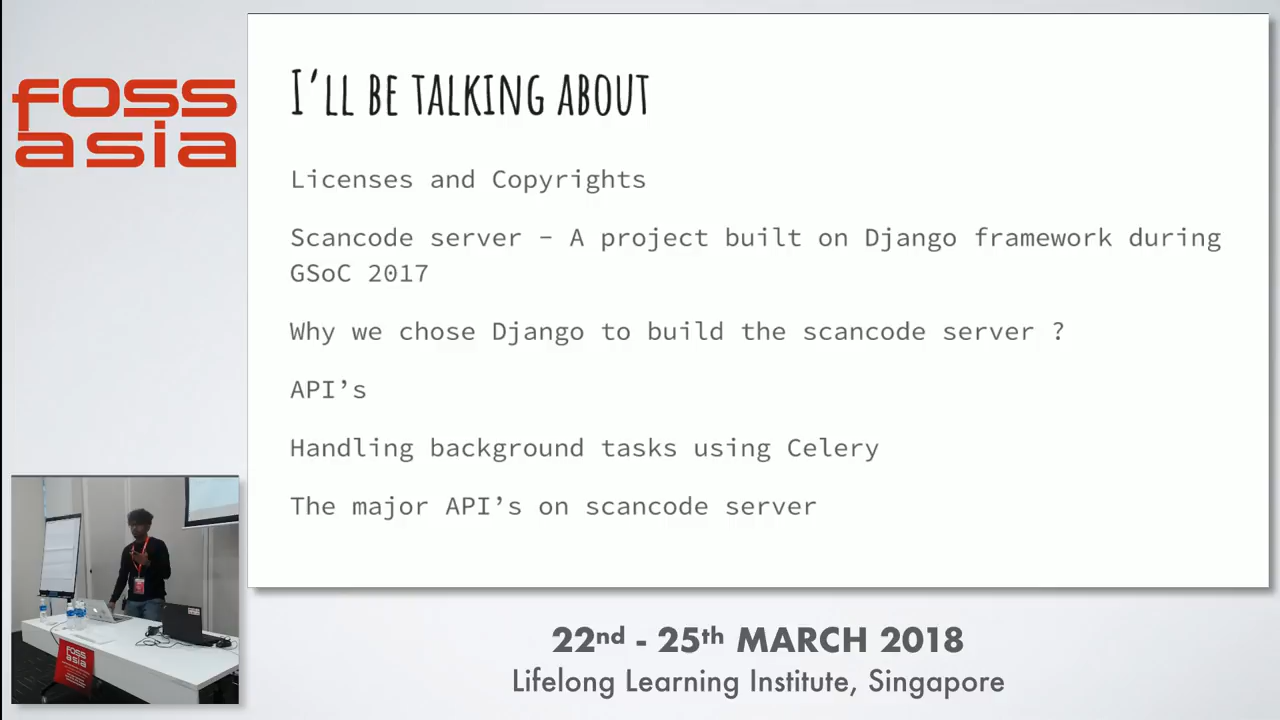 foss
asia
I'LL BE TALKING ABOUT
Licenses and Copyrights
Scancode server - A project built on Django framework during
GSoC 2017
Why we chose Django to build the scancode server ?
API's
Handling background tasks using Celery
The major API's on scancode server
FOSS
ASIA
22nd - 25th MARCH 2018
Lifelong Learning Institute, Singapore